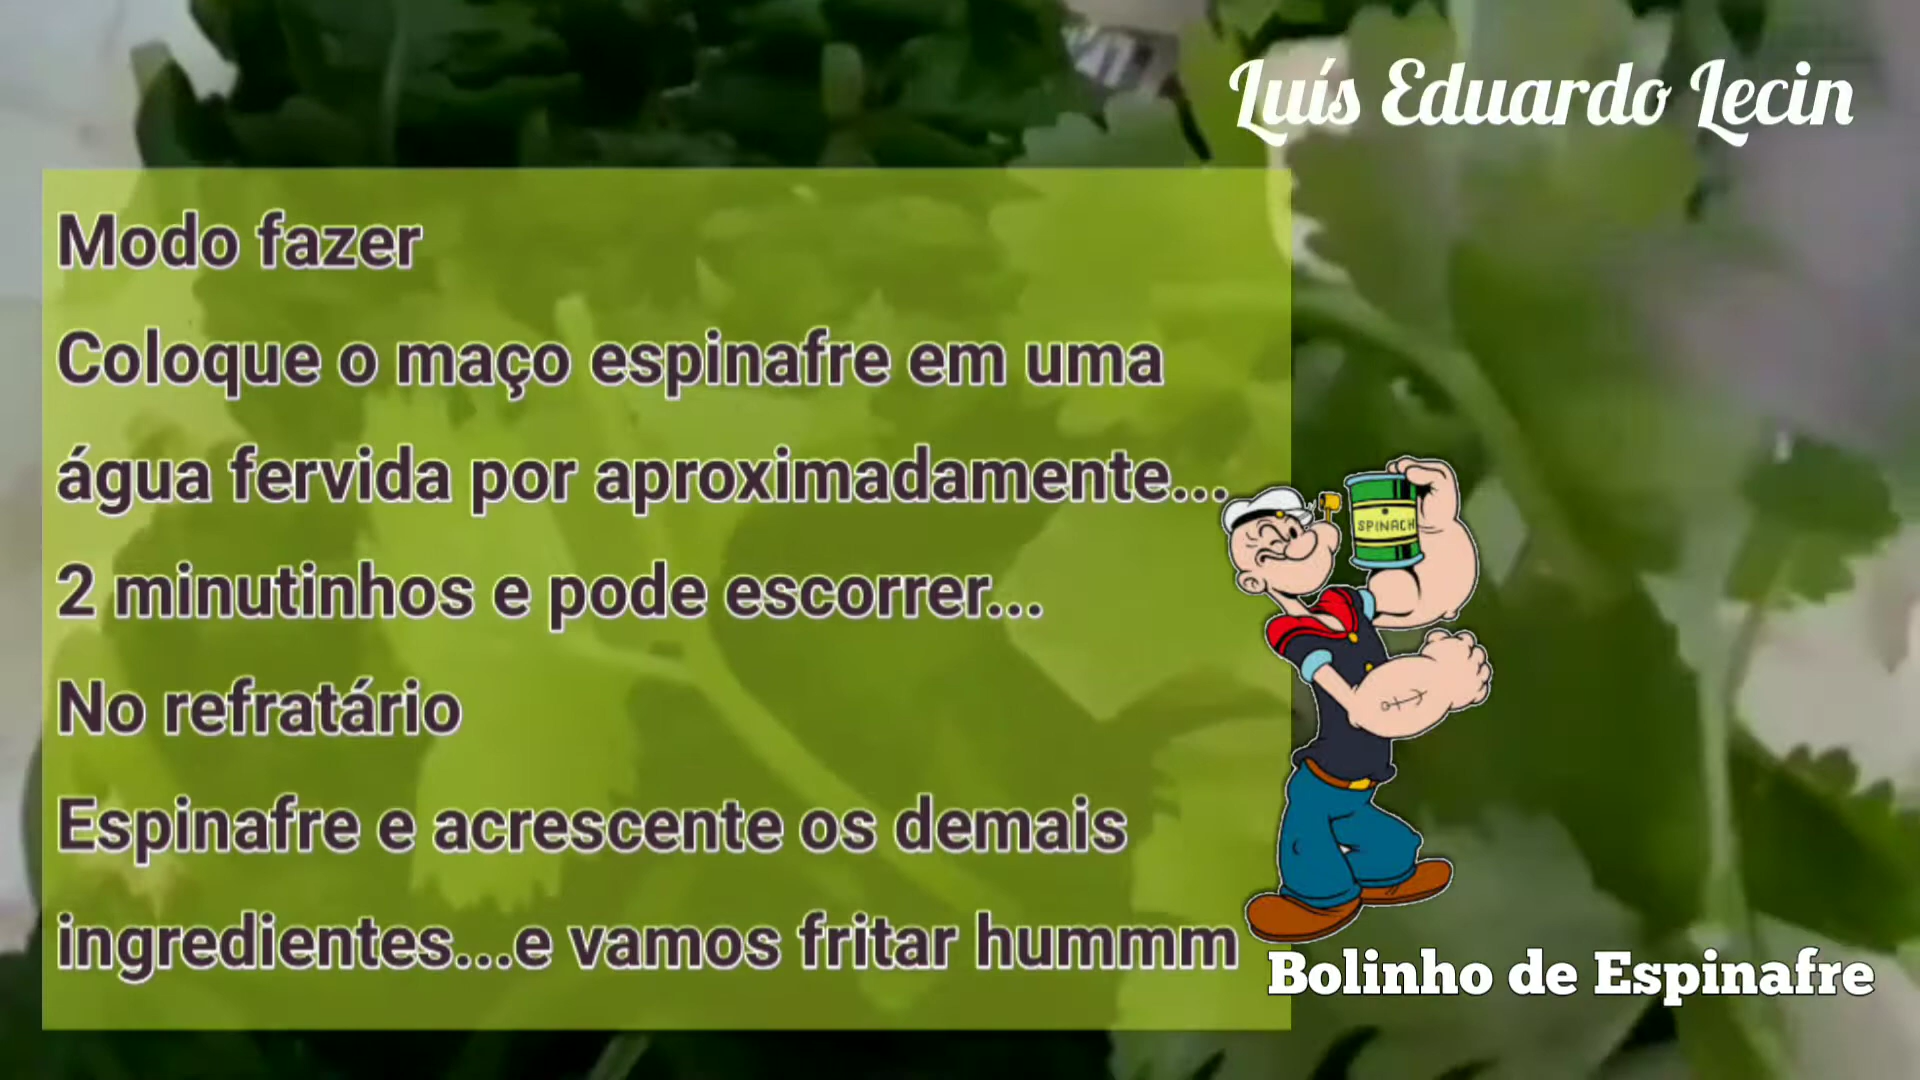 Luís Eduardo Lecin
Modo fazer
Coloque o maço espinafre em uma
água fervida por aproximadamente...
2 minutinhos e pode escorrer...
No refratário
Espinafre e acrescente os demais
ingredientes...e vamos fritar hummm
SPINACH
Bolinho de Espinafre